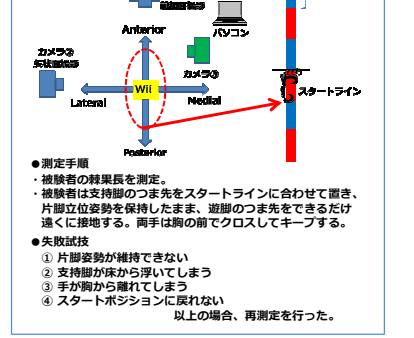 Anterior
パソコン
カメラ②
矢状面撮影
カメラ③
Wii
Lateral
Medial
スタートライン
Posterior
●測定手順
・被験者の棘果長を測定。
・被験者は支持脚のつま先をスタートラインに合わせて置き、
片脚立位姿勢を保持したまま、遊脚のつま先をできるだけ
遠くに接地する。両手は胸の前でクロスしてキープする。
●失敗試技
① 片脚姿勢が維持できない
② 支持脚が床から浮いてしまう
③ 手が胸から離れてしまう
④ スタートポジションに戻れない
以上の場合、再測定を行った。